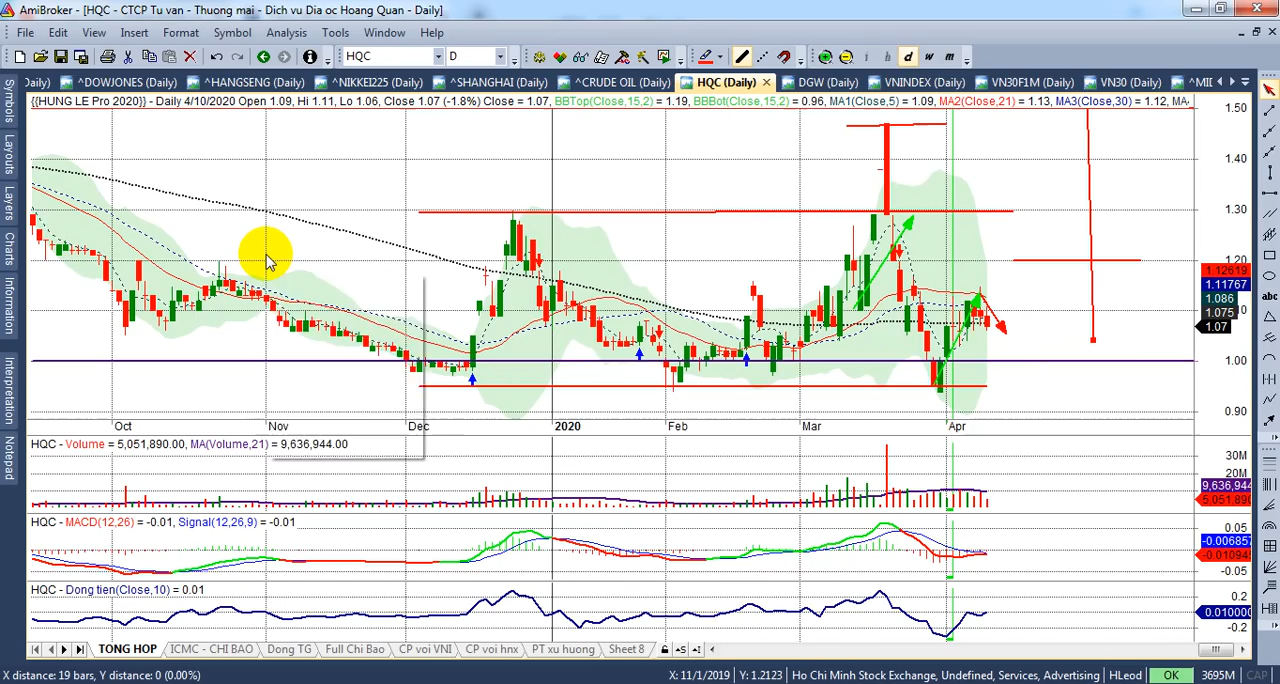 AmiBroker - [HQC - CTCP Tu van - Thuong mai - Dich vu Dia oc Hoang Quan - Daily]
File Edit View Insert Format Symbol Analysis Tools Window Help
HQC D i h d w m
Daily) ^DOWJONES (Daily) ^HANGSENG (Daily) ^NIKKEI225 (Daily) ^SHANGHAI (Daily) ^CRUDE OIL (Daily) HQC (Daily) DGW (Daily) VNINDEX (Daily) VN30F1M (Daily) VN30 (Daily) ^MI
{{HUNG LE Pro 2020}} - Daily 4/10/2020 Open 1.09, Hi 1.11, Lo 1.06, Close 1.07 (-1.8%) Close = 1.07, BBTop(Close,15,2) = 1.19, BBBot(Close,15,2) = 0.96, MA1(Close,5) = 1.09, MA2(Close,21) = 1.13, MA3(Close,30) = 1.12, MA
Symbols
Layouts
Layers
Charts
Information
Interpretation
Notepad
abc
1.50
1.40
1.30
1.20
1.12619
1.11767
1.086
1.075
1.07
1.00
0.90
Oct Nov Dec 2020 Feb Mar Apr
HQC - Volume = 5,051,890.00, MA(Volume,21) = 9,636,944.00
30M
20M
9,636,944
5,051,890
HQC - MACD(12,26) = -0.01, Signal(12,26,9) = -0.01
0.05
-0.006857
-0.010945
-0.05
HQC - Dong tien(Close,10) = 0.01
0.2
0.010000
-0.2
TONG HOP ICMC - CHI BAO Dong TG Full Chi Bao CP voi VNI CP voi hnx PT xu huong Sheet 8
X distance: 19 bars, Y distance: 0 (0.00%) X: 11/1/2019 Y: 1.2123 Ho Chi Minh Stock Exchange, Undefined, Services, Advertising HLeod OK 3695M CAP